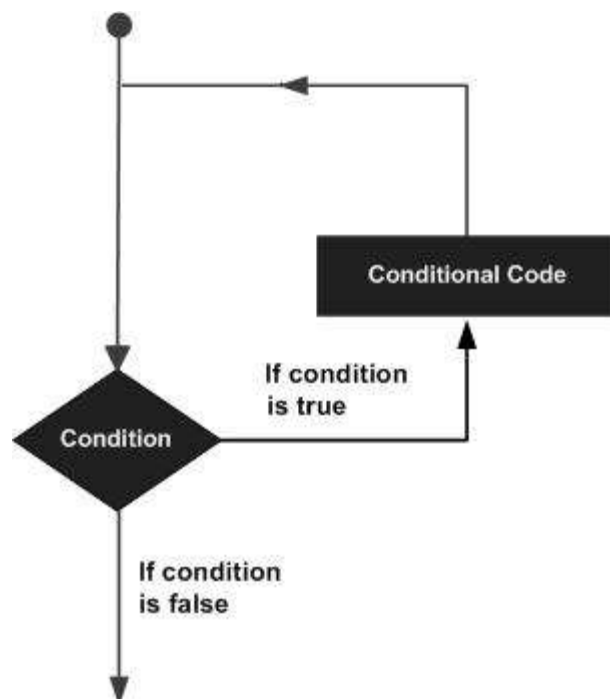 Conditional Code
If condition
is true
Condition
If condition
is false